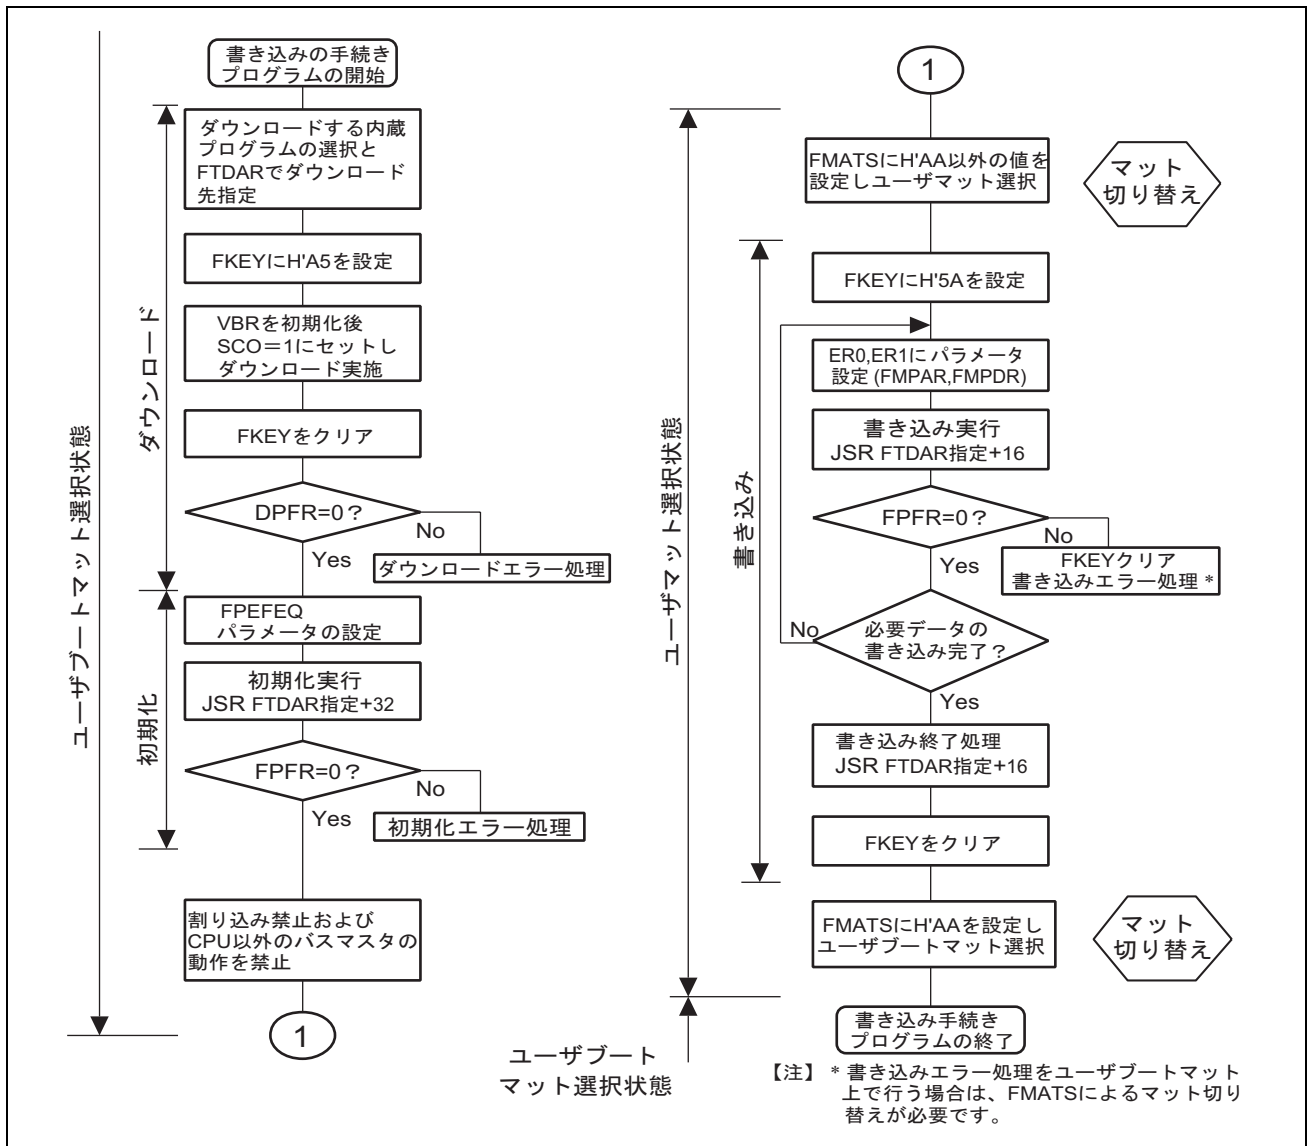 書き込みの手続き
プログラムの開始
ダウンロードする内蔵
プログラムの選択と
FTDARでダウンロード
先指定
FKEYにH'A5を設定
VBRを初期化後
SCO＝1にセットし
ダウンロード実施
FKEYをクリア
DPFR=0？
No
Yes
ダウンロードエラー処理
ダウンロード
FPEFEQ
パラメータの設定
初期化実行
JSR FTDAR指定+32
FPFR=0？
No
Yes
初期化エラー処理
初期化
割り込み禁止および
CPU以外のバスマスタの
動作を禁止
1
ユーザブートマット選択状態
1
FMATSにH'AA以外の値を
設定しユーザマット選択
マット
切り替え
FKEYにH'5Aを設定
ER0,ER1に パラメータ
設定 (FMPAR,FMPDR)
書き込み実行
JSR FTDAR指定+16
FPFR=0？
No
Yes
FKEYクリア
書き込みエラー処理 *
No
必要データの
書き込み完了？
Yes
書き込み終了処理
JSR FTDAR指定+16
FKEYをクリア
書き込み
FMATSにH'AAを設定し
ユーザブートマット選択
マット
切り替え
ユーザマット選択状態
書き込み手続き
プログラムの終了
ユーザブート
マット選択状態
【注】 * 書き込みエラー処理をユーザブートマット
上で行う場合は、FMATSによるマット切り
替えが必要です。